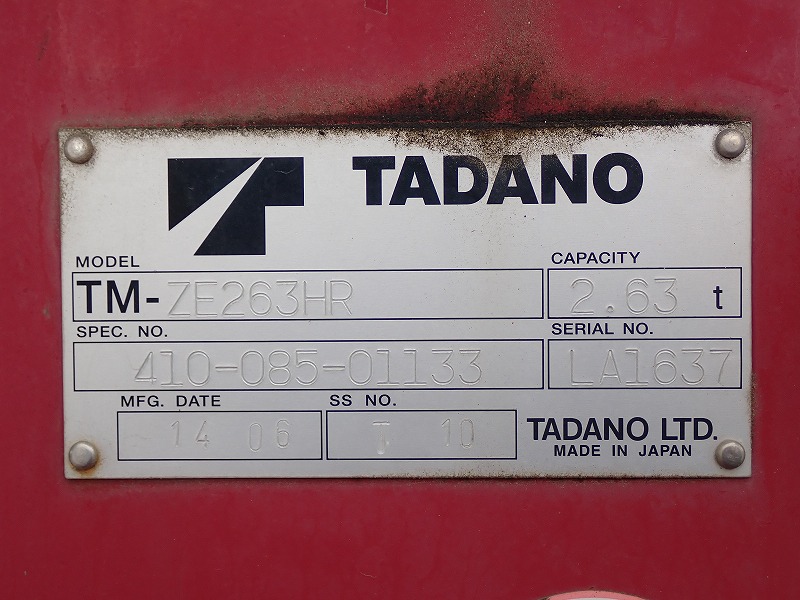 TADANO
MODEL
TM-ZE263HR
CAPACITY
2.63 t
SPEC. NO.
410-085-01133
SERIAL NO.
LA1637
MFG. DATE
14 06
SS NO.
T 10
TADANO LTD.
MADE IN JAPAN